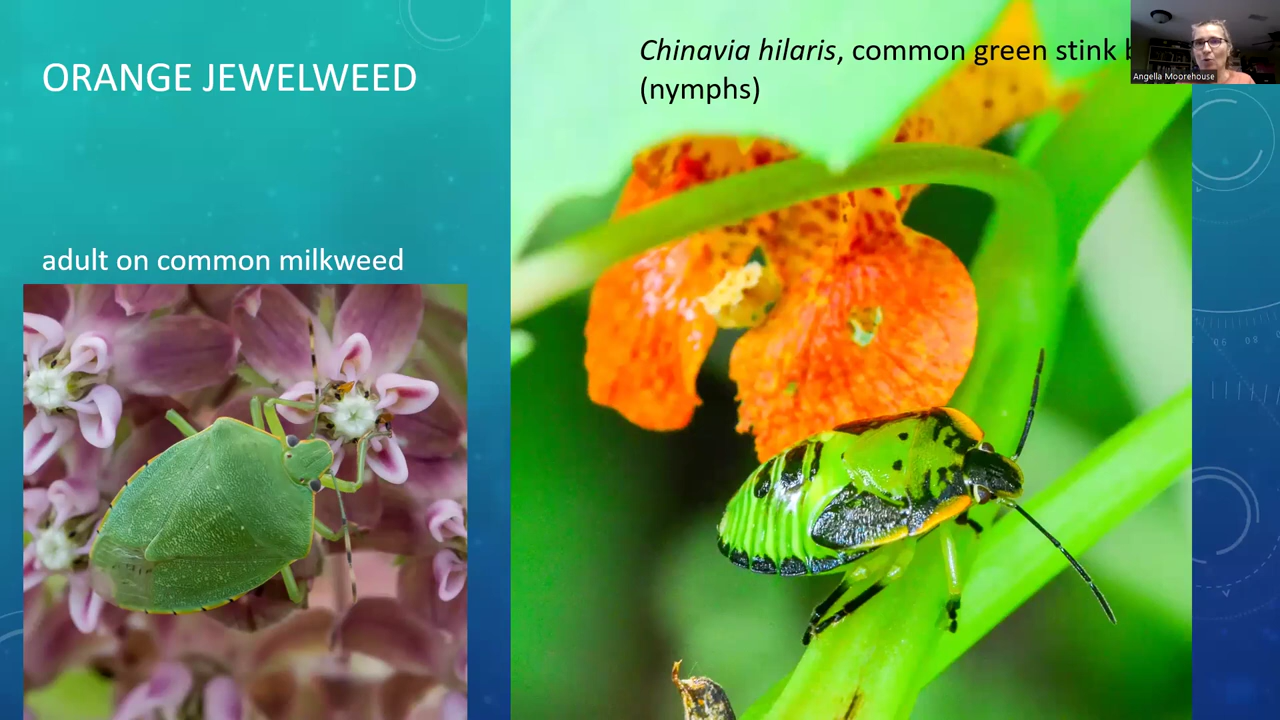 ORANGE JEWELWEED
Chinavia hilaris, common green stink
(nymphs)
Angella Moorehouse
adult on common milkweed